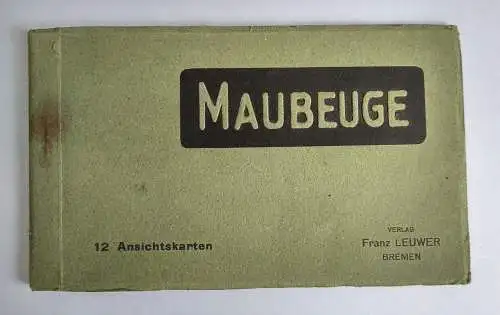 MAUBEUGE
12 Ansichtskarten
VERLAG
Franz LEUWER
BREMEN